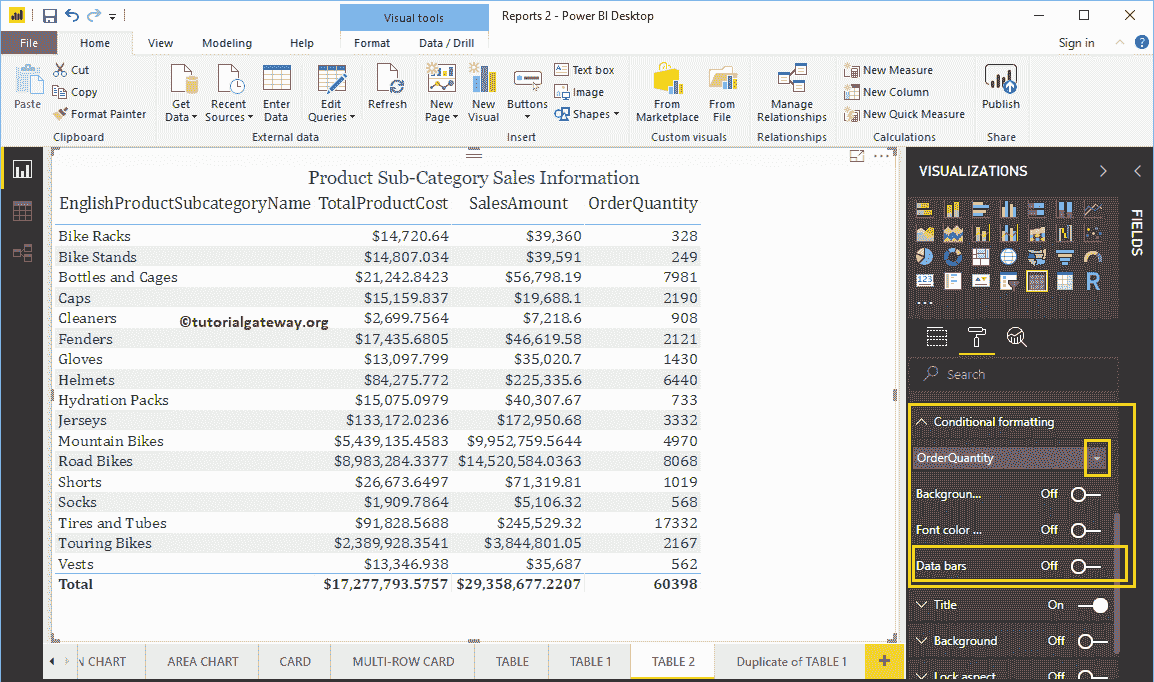 Visual tools
Reports 2 - Power BI Desktop
File Home View Modeling Help Format Data / Drill Sign in ?
Paste
Cut
Copy
Format Painter
Clipboard
Get Data
Recent Sources
Enter Data
Edit Queries
External data
Refresh
New Page
New Visual
Buttons
Text box
Image
Shapes
Insert
From Marketplace
From File
Custom visuals
Manage Relationships
Relationships
New Measure
New Column
New Quick Measure
Calculations
Publish
Share
Product Sub-Category Sales Information
EnglishProductSubcategoryName TotalProductCost SalesAmount OrderQuantity
Bike Racks $14,720.64 $39,360 328
Bike Stands $14,807.034 $39,591 249
Bottles and Cages $21,242.8423 $56,798.19 7981
Caps $15,159.837 $19,688.1 2190
Cleaners $2,699.7564 $7,218.6 908
©tutorialgateway.org
Fenders $17,435.6805 $46,619.58 2121
Gloves $13,097.799 $35,020.7 1430
Helmets $84,275.772 $225,335.6 6440
Hydration Packs $15,075.0979 $40,307.67 733
Jerseys $133,172.0236 $172,950.68 3332
Mountain Bikes $5,439,135.4583 $9,952,759.5644 4970
Road Bikes $8,983,284.3377 $14,520,584.0363 8068
Shorts $26,673.6497 $71,319.81 1019
Socks $1,909.7864 $5,106.32 568
Tires and Tubes $91,828.5688 $245,529.32 17332
Touring Bikes $2,389,928.3541 $3,844,801.05 2167
Vests $13,346.938 $35,687 562
Total $17,277,793.5757 $29,358,677.2207 60398
VISUALIZATIONS
FIELDS
123
R
Search
Conditional formatting
OrderQuantity
Backgroun... Off
Font color ... Off
Data bars Off
Title On
Background Off
Lock aspect Off
N CHART AREA CHART CARD MULTI-ROW CARD TABLE TABLE 1 TABLE 2 Duplicate of TABLE 1 +